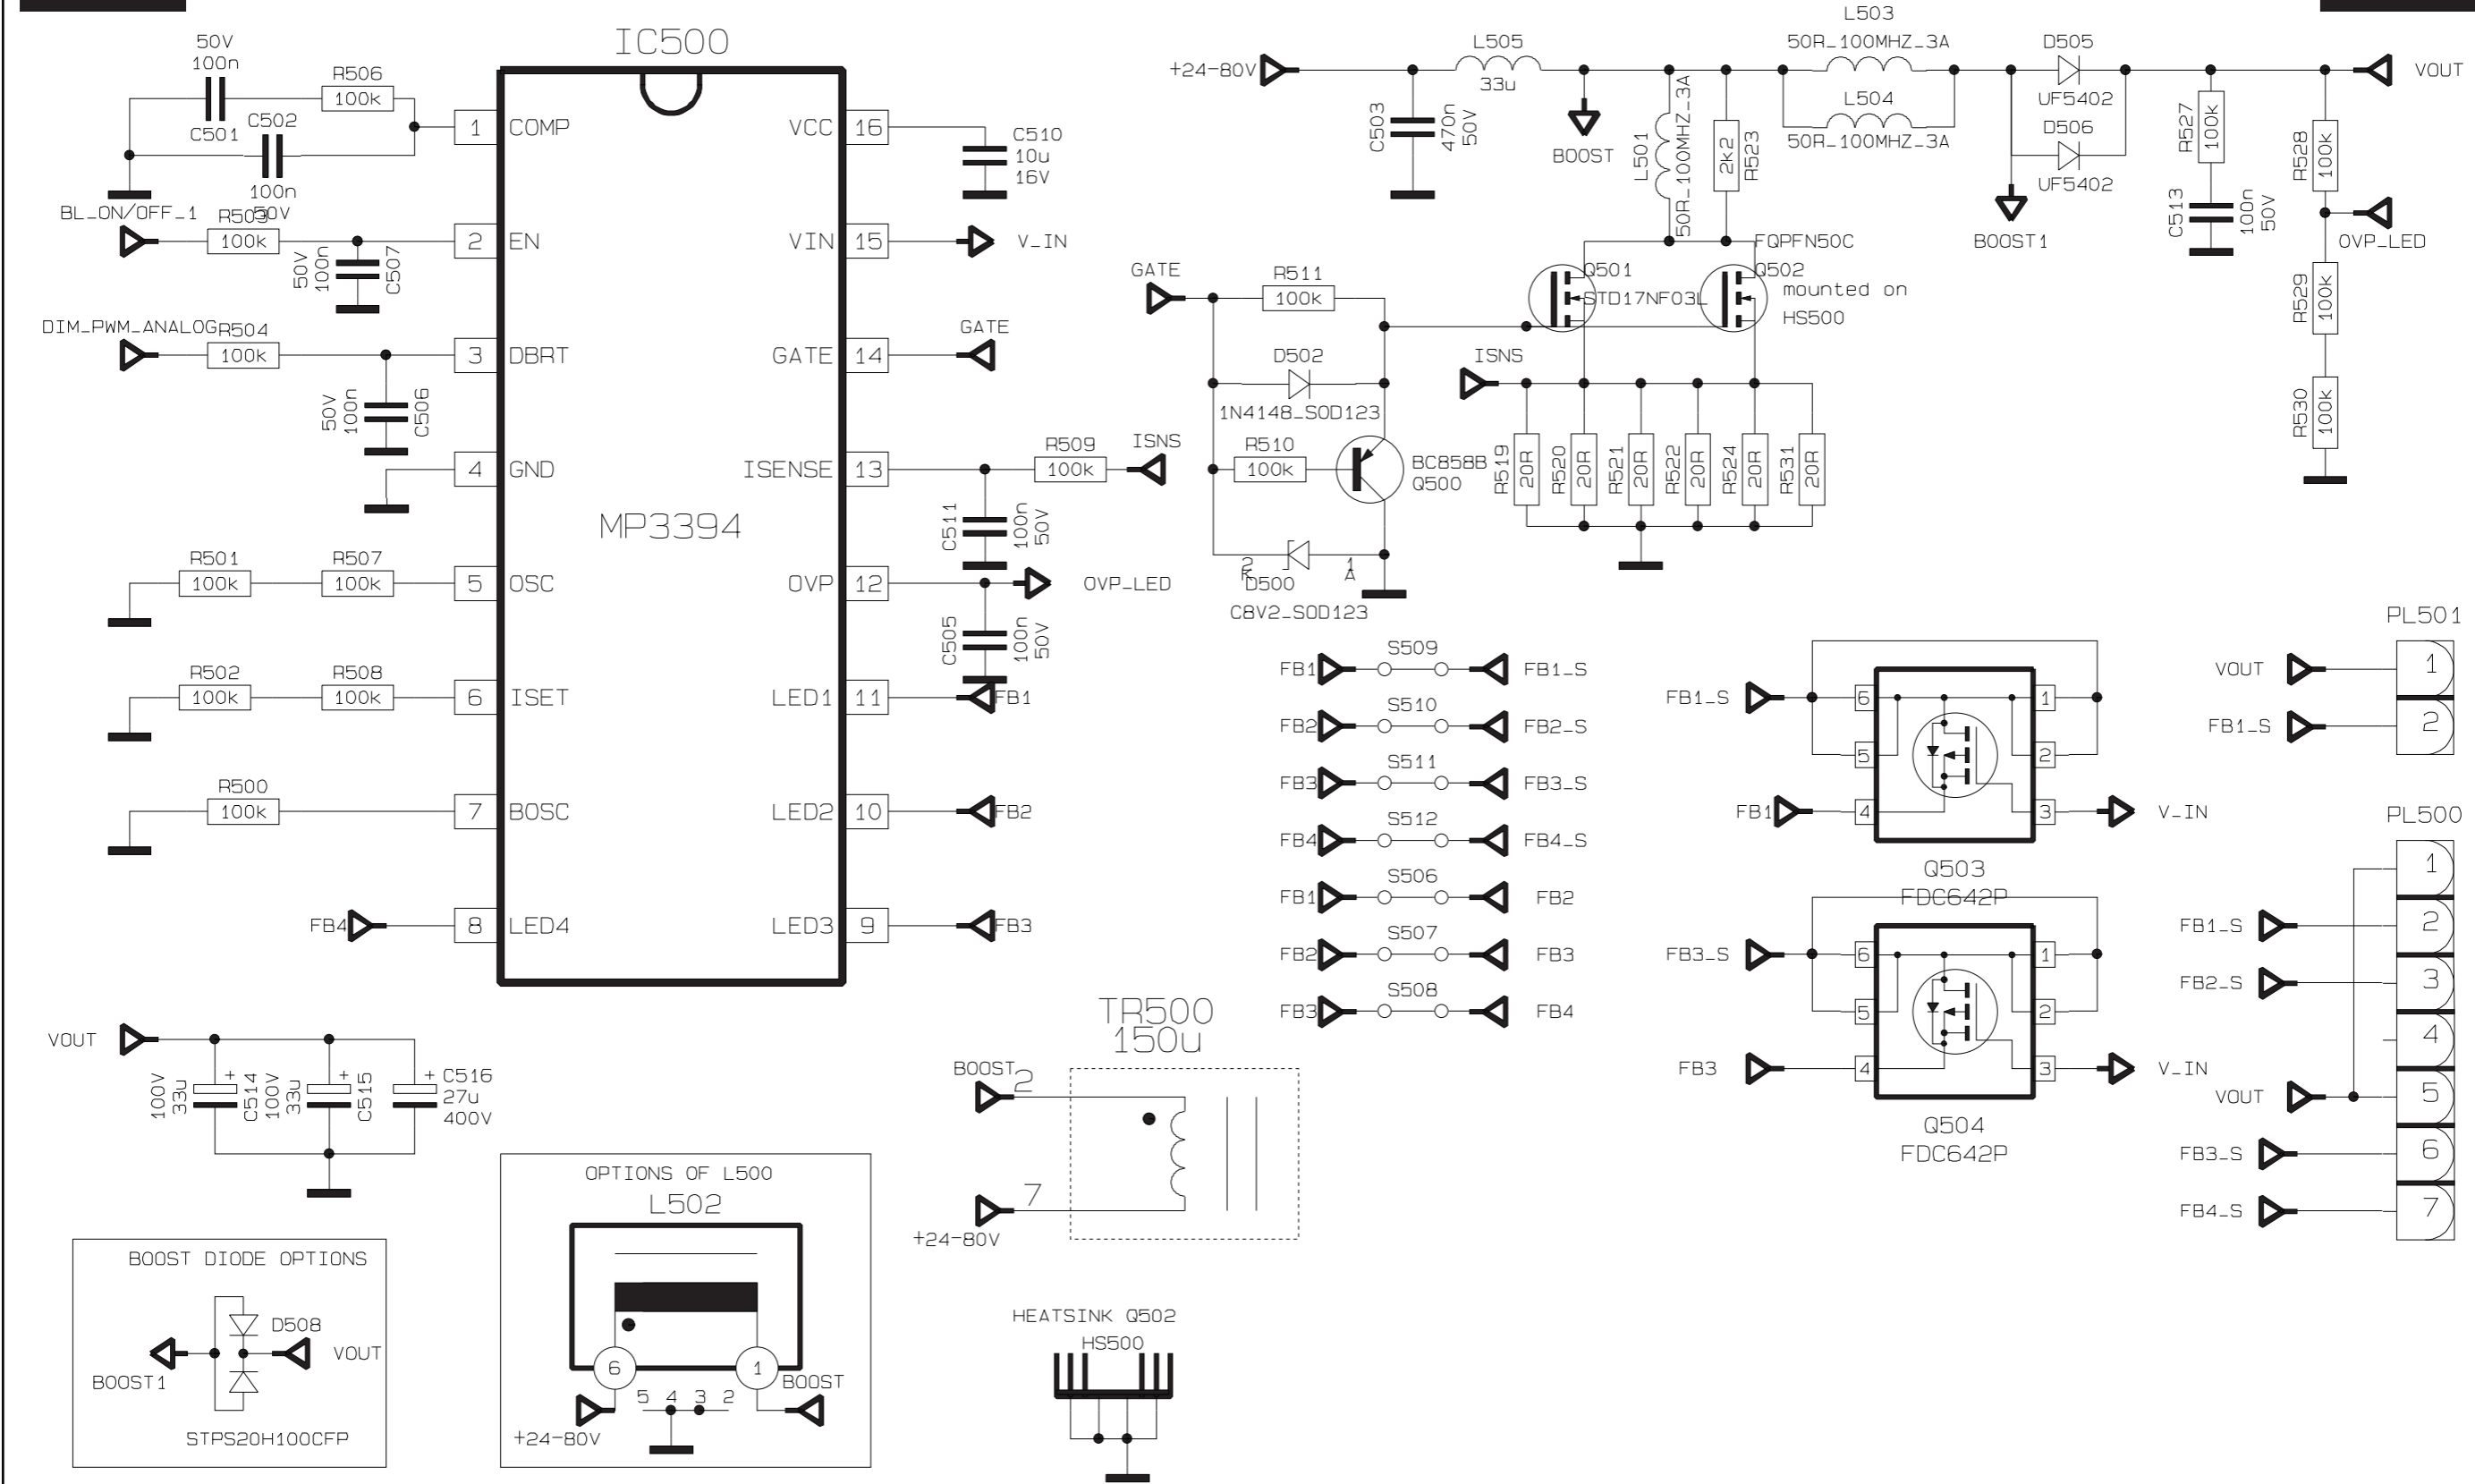 IC500
50V
100n
C501
R506
100k
C502
100n
50V
1 COMP
BL_ON/OFF_1
R503
100k
2 EN
50V
100n
C507
DIM_PWM_ANALOG
R504
100k
3 DBRT
50V
100n
C506
4 GND
MP3394
R501
100k
R507
100k
5 OSC
R502
100k
R508
100k
6 ISET
R500
100k
7 BOSC
FB4
8 LED4
VCC 16
C510
10u
16V
VIN 15
V_IN
GATE 14
GATE
ISENSE 13
R509
100k
ISNS
C511
100n
50V
OVP 12
OVP_LED
C505
100n
50V
LED1 11
FB1
LED2 10
FB2
LED3 9
FB3
+24-80V
C503
470n
50V
L505
33u
BOOST
L501
50R_100MHZ_3A
2k2
R523
L503
50R_100MHZ_3A
L504
50R_100MHZ_3A
D505
UF5402
D506
UF5402
BOOST1
R527
100k
C513
100n
50V
VOUT
R528
100k
OVP_LED
R529
100k
R530
100k
GATE
R511
100k
D502
1N4148_SOD123
R510
100k
BC858B
Q500
2
K
1
A
D500
C8V2_SOD123
Q501
STD17NF03L
FQPFN50C
Q502
mounted on
HS500
ISNS
R519
20R
R520
20R
R521
20R
R522
20R
R524
20R
R531
20R
FB1 S509 FB1_S
FB2 S510 FB2_S
FB3 S511 FB3_S
FB4 S512 FB4_S
FB1 S506 FB2
FB2 S507 FB3
FB3 S508 FB4
FB1_S
6 1
5 2
FB1 4 3 V_IN
Q503
FDC642P
FB3_S
6 1
5 2
FB3 4 3 V_IN
Q504
FDC642P
PL501
VOUT 1
FB1_S 2
PL500
1
FB1_S 2
FB2_S 3
4
VOUT 5
FB3_S 6
FB4_S 7
VOUT
100V
33u
C514
100V
33u
C515
+ C516
27u
400V
BOOST DIODE OPTIONS
D508
VOUT
BOOST1
STPS20H100CFP
OPTIONS OF L500
L502
6 1
BOOST
5 4 3 2
+24-80V
TR500
150u
BOOST
2
7
+24-80V
HEATSINK Q502
HS500